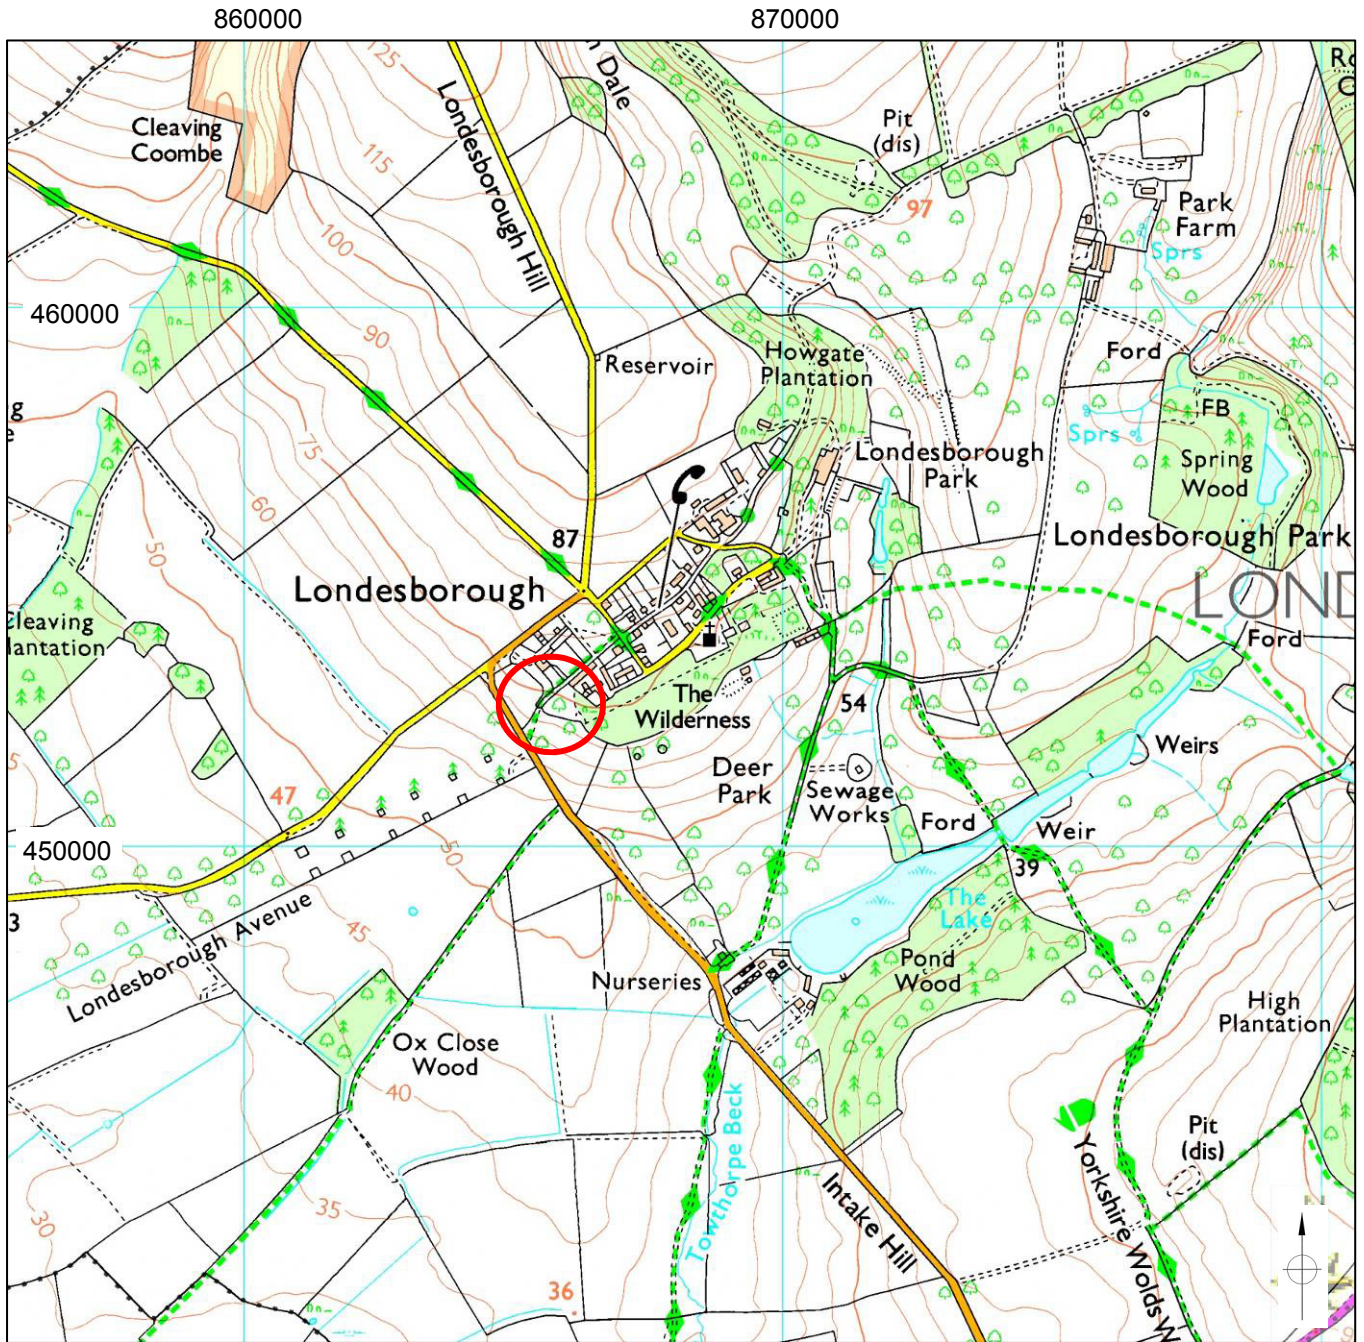 860000
870000
125
Dale
Londesborough Hill
Cleaving
Coombe
115
Pit
(dis)
97
Park
Farm
Sprs
100
460000
90
Reservoir
Howgate
Plantation
Ford
FB
Sprs
75
Londesborough
Park
Spring
Wood
60
50
87
Londesborough Park
Londesborough
LOND
Ford
Cleaving
lantation
The
Wilderness
54
Weirs
Deer
Park
Sewage
Works
47
Ford
Weir
450000
50
39
The
Lake
3
Londesborough Avenue
45
Nurseries
Pond
Wood
High
Plantation
Ox Close
Wood
40
Towthorpe Beck
Pit
(dis)
Yorkshire Wolds W
Intake Hill
35
30
36